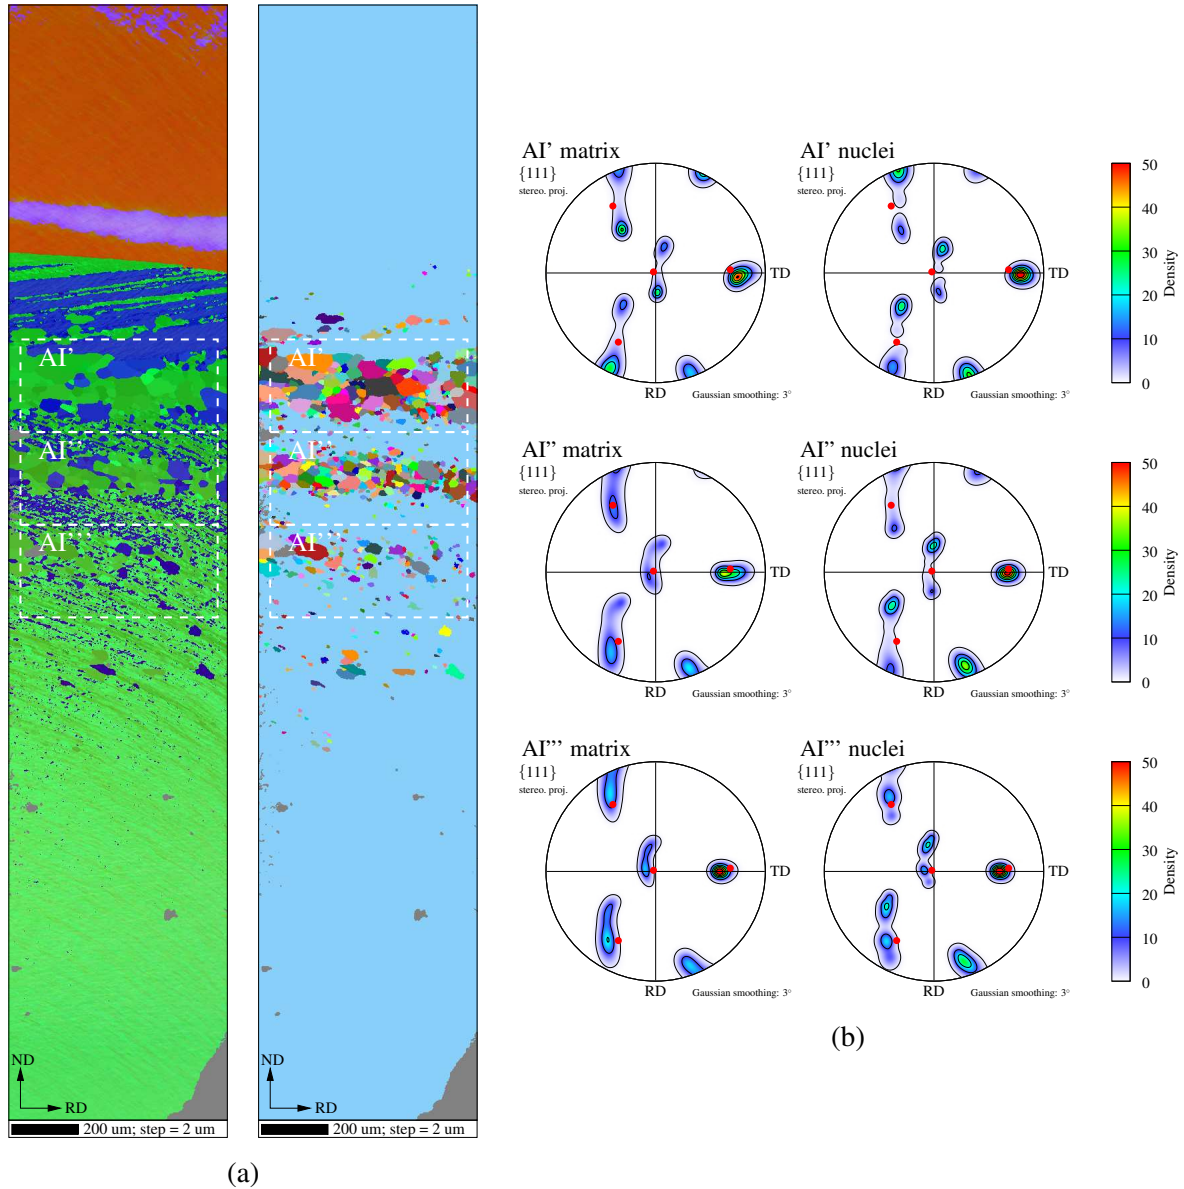 AI'
AI''
AI'''
ND
RD
200 um; step = 2 um
AI'
AI''
AI'''
ND
RD
200 um; step = 2 um
(a)
AI' matrix
{111}
stereo. proj.
TD
RD
Gaussian smoothing: 3°
AI' nuclei
{111}
stereo. proj.
TD
RD
Gaussian smoothing: 3°
50
40
30
20
10
0
Density
AI'' matrix
{111}
stereo. proj.
TD
RD
Gaussian smoothing: 3°
AI'' nuclei
{111}
stereo. proj.
TD
RD
Gaussian smoothing: 3°
50
40
30
20
10
0
Density
AI''' matrix
{111}
stereo. proj.
TD
RD
Gaussian smoothing: 3°
AI''' nuclei
{111}
stereo. proj.
TD
RD
Gaussian smoothing: 3°
50
40
30
20
10
0
Density
(b)